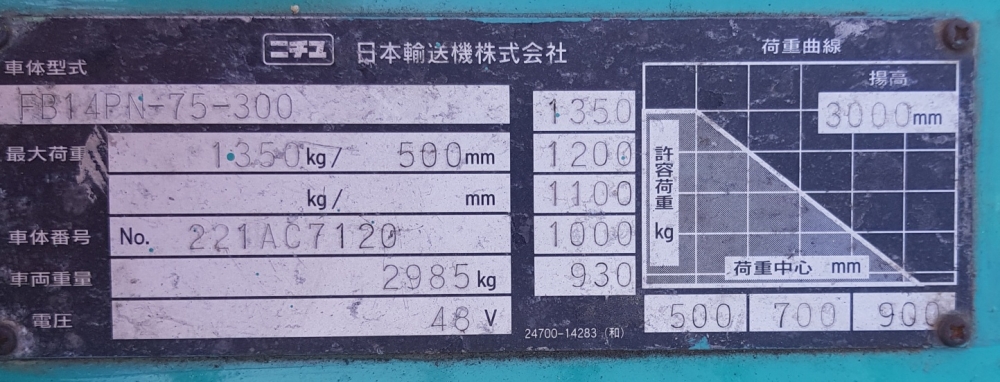 ニチユ 日本輸送機株式会社
車体型式
FB14PN-75-300
最大荷重 1350kg/ 500mm
kg/ mm
車体番号 No. 221AC7120
車両重量 2985kg
電圧 48V
1350
1200
1100
1000
930
24700-14283 (和)
荷重曲線
揚高
3000mm
許容荷重 kg
荷重中心 mm
500 700 900